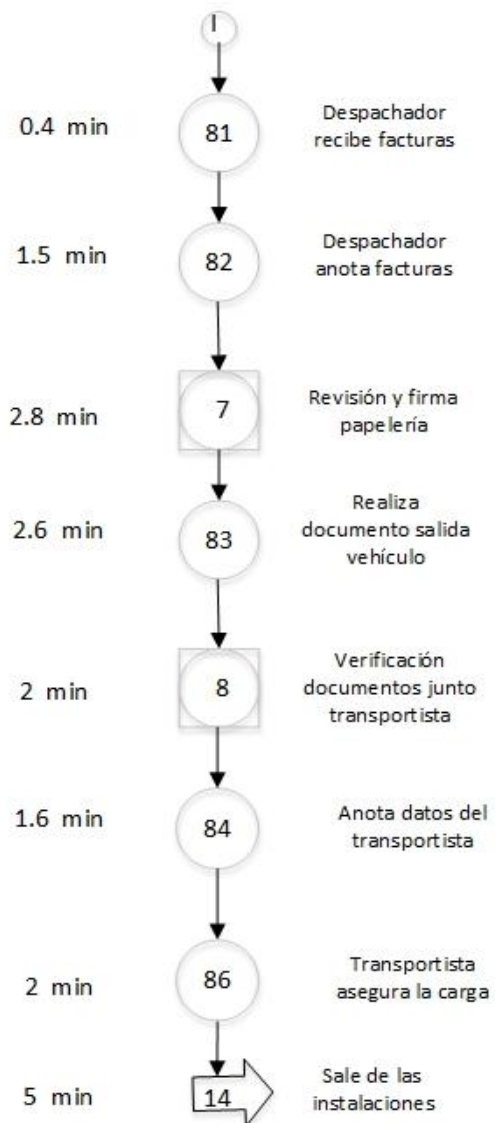 I
0.4 min
81
Despachador
recibe facturas
1.5 min
82
Despachador
anota facturas
2.8 min
7
Revisión y firma
papelería
2.6 min
83
Realiza
documento salida
vehículo
2 min
8
Verificación
documentos junto
transportista
1.6 min
84
Anota datos del
transportista
2 min
86
Transportista
asegura la carga
5 min
14
Sale de las
instalaciones